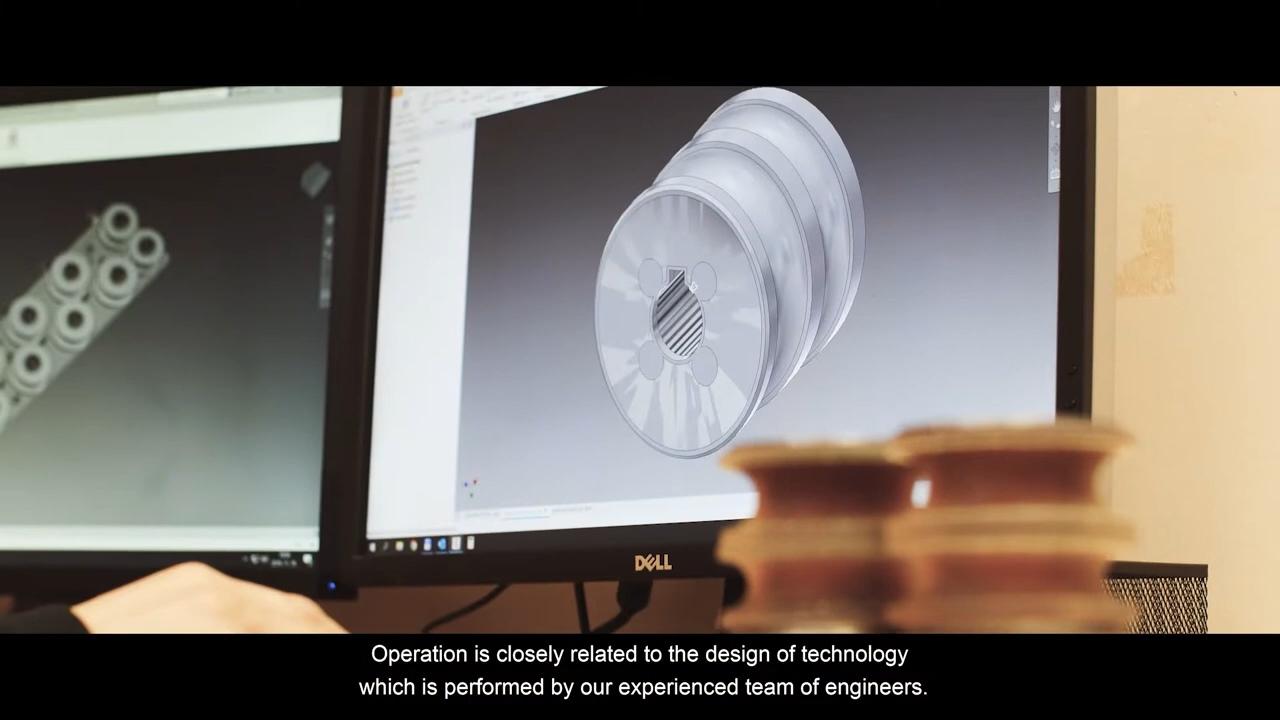 DELL
Operation is closely related to the design of technology
which is performed by our experienced team of engineers.